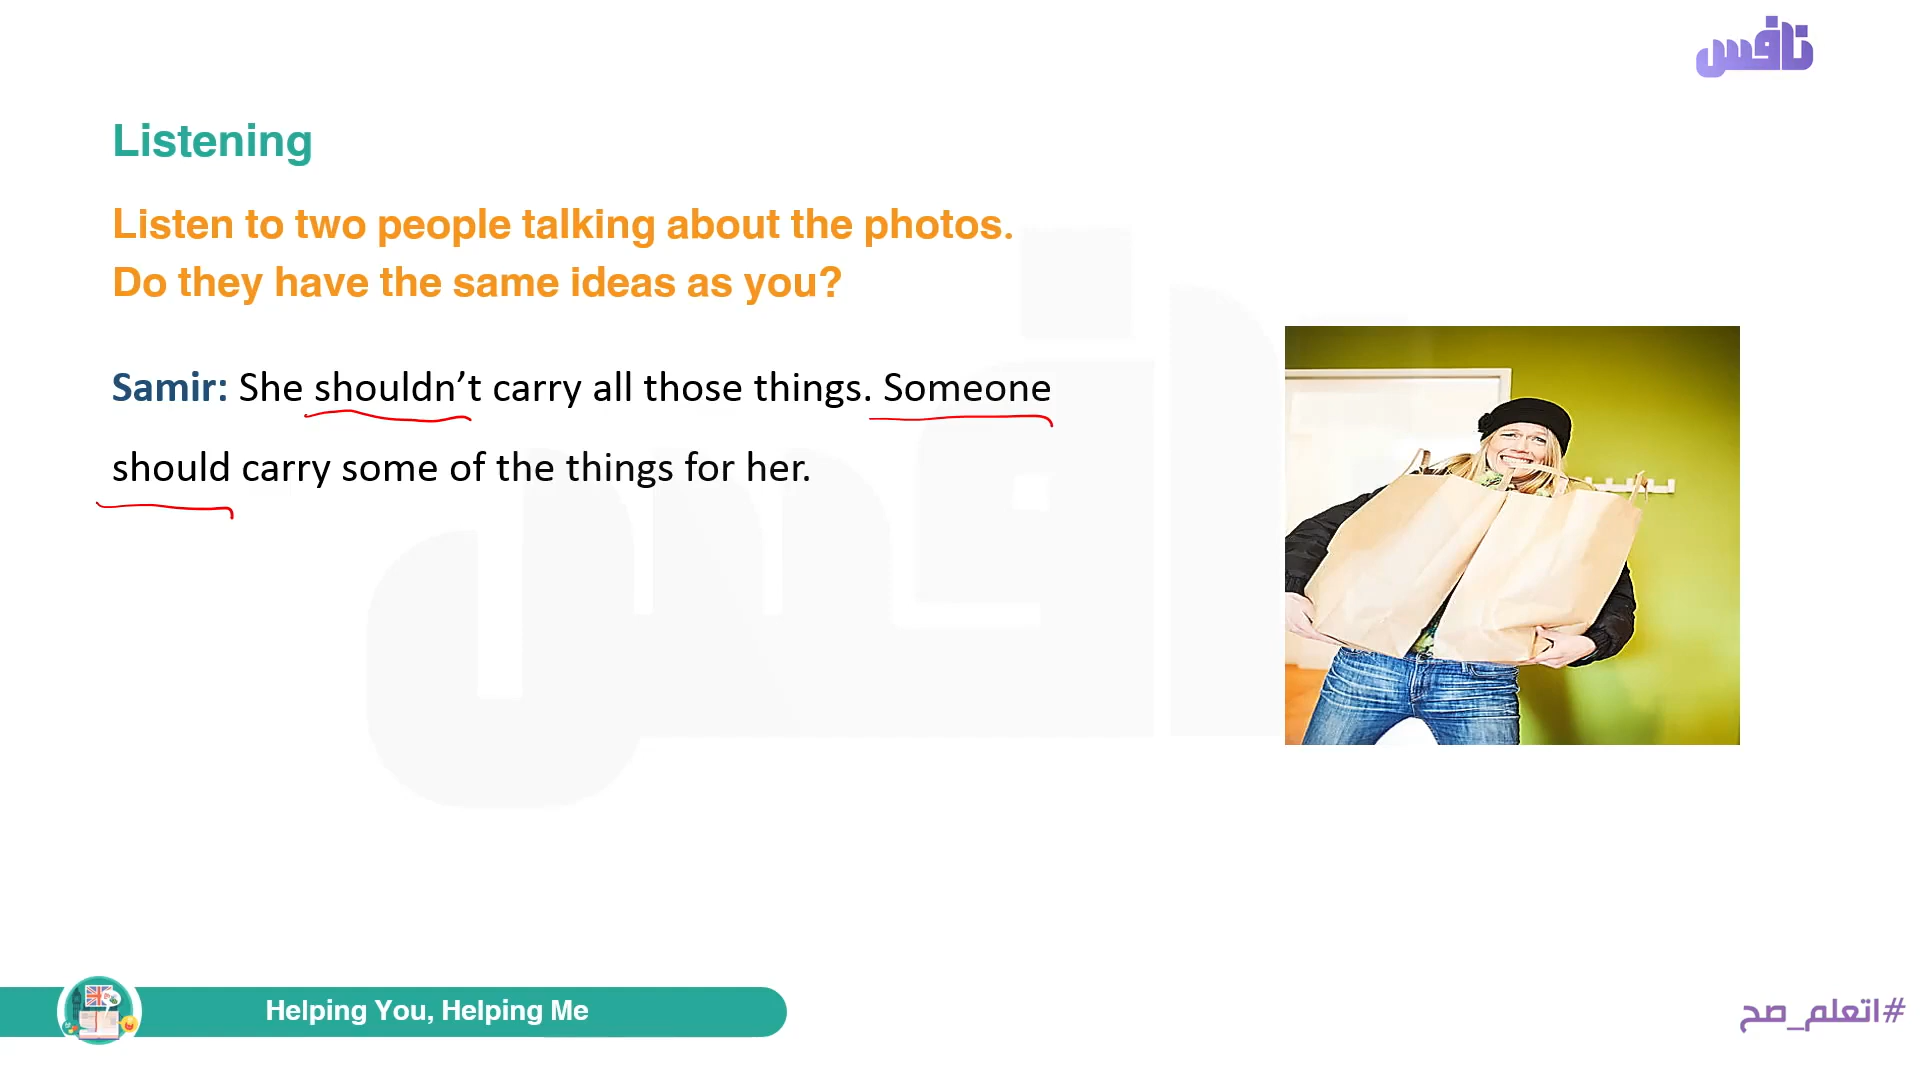 نافس
Listening
Listen to two people talking about the photos.
Do they have the same ideas as you?
Samir: She shouldn’t carry all those things. Someone
should carry some of the things for her.
Helping You, Helping Me
#اتعلم_صح